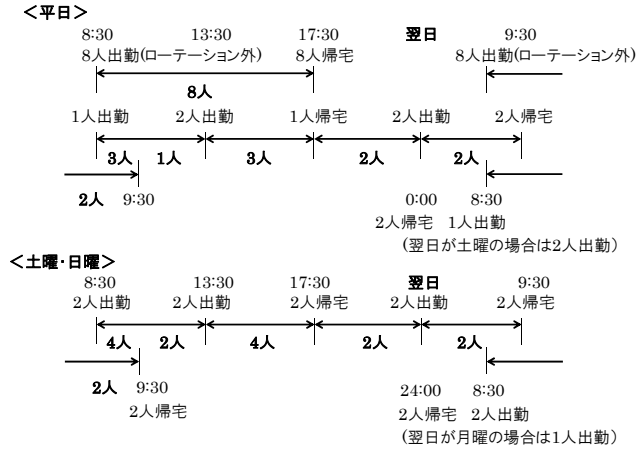 ＜平日＞
8:30 13:30 17:30 翌日 9:30
8人出勤(ローテーション外) 8人帰宅 8人出勤(ローテーション外)
8人
1人出勤 2人出勤 1人帰宅 2人出勤 2人帰宅
3人 1人 3人 2人 2人
2人 9:30 0:00 8:30
2人帰宅 1人出勤
(翌日が土曜の場合は2人出勤)
＜土曜・日曜＞
8:30 13:30 17:30 翌日 9:30
2人出勤 2人出勤 2人帰宅 2人出勤 2人帰宅
4人 2人 4人 2人 2人
2人 9:30 24:00 8:30
2人帰宅 2人帰宅 2人出勤
(翌日が月曜の場合は1人出勤)